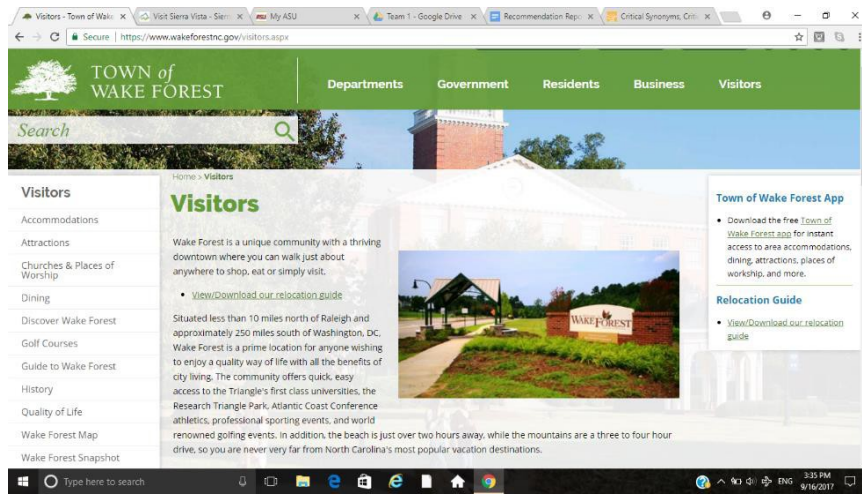 Visitors - Town of Wake
Visit Sierra Vista - Sierr
My ASU
Team 1 - Google Drive
Recommendation Repo
Critical Synonyms, Criti
Secure | https://www.wakeforestnc.gov/visitors.aspx
TOWN of
WAKE FOREST
Departments Government Residents Business Visitors
Search
Home > Visitors
Visitors
Accommodations
Attractions
Churches & Places of
Worship
Dining
Discover Wake Forest
Golf Courses
Guide to Wake Forest
History
Quality of Life
Wake Forest Map
Wake Forest Snapshot
Visitors
Wake Forest is a unique community with a thriving
downtown where you can walk just about
anywhere to shop, eat or simply visit.
• View/Download our relocation guide
Situated less than 10 miles north of Raleigh and
approximately 250 miles south of Washington, DC,
Wake Forest is a prime location for anyone wishing
to enjoy a quality way of life with all the benefits of
city living. The community offers quick, easy
access to the Triangle's first class universities, the
Research Triangle Park, Atlantic Coast Conference
athletics, professional sporting events, and world
renowned golfing events. In addition, the beach is just over two hours away, while the mountains are a three to four hour
drive, so you are never very far from North Carolina's most popular vacation destinations.
WAKE FOREST
Town of Wake Forest App
• Download the free Town of
Wake Forest app for instant
access to area accommodations,
dining, attractions, places of
workship, and more.
Relocation Guide
• View/Download our relocation
guide
Type here to search
ENG
3:35 PM
9/16/2017